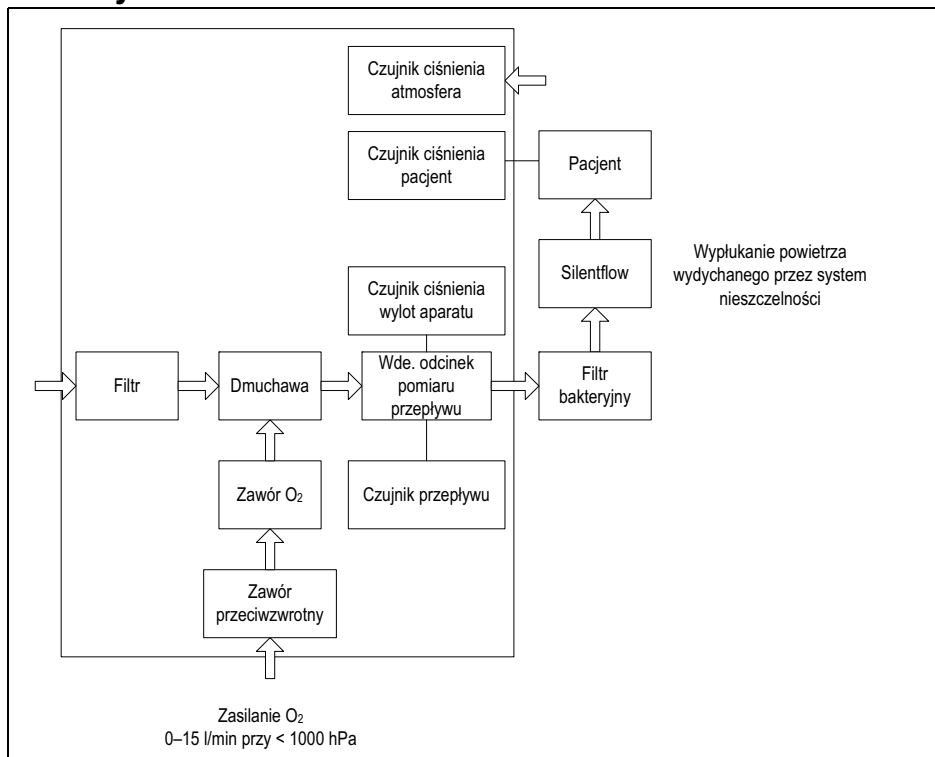 Czujnik ciśnienia
atmosfera
Czujnik ciśnienia
pacjent
Pacjent
Silentflow
Wypłukanie powietrza
wydychanego przez system
nieszczelności
Czujnik ciśnienia
wylot aparatu
Filtr
Dmuchawa
Wde. odcinek
pomiaru
przepływu
Filtr
bakteryjny
Zawór O₂
Czujnik przepływu
Zawór
przeciwzwrotny
Zasilanie O₂
0–15 l/min przy < 1000 hPa